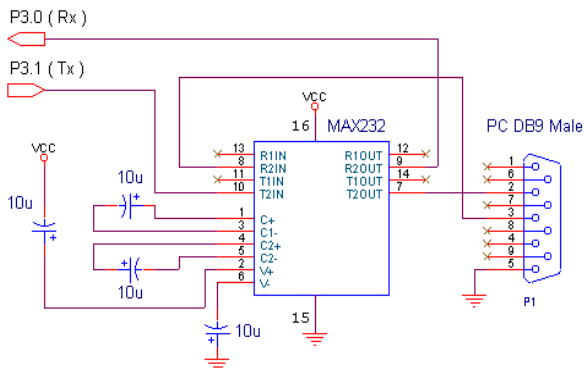 P3.0 ( Rx )
P3.1 ( Tx )
VCC
16
MAX232
PC DB9 Male
VCC
10u
10u
10u
10u
13 R1IN R1OUT 12
8 R2IN R2OUT 9
11 T1IN T1OUT 14
10 T2IN T2OUT 7
1 C+
3 C1-
4 C2+
5 C2-
2 V+
6 V-
15
1
6
2
7
3
8
4
9
5
P1